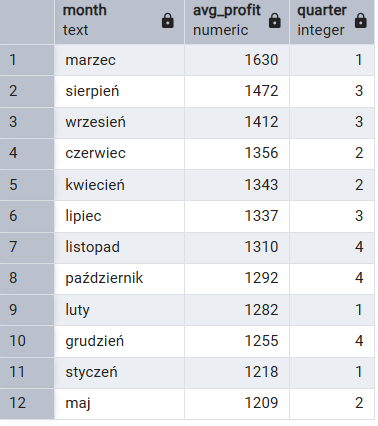 month avg_profit quarter
text numeric integer
1 marzec 1630 1
2 sierpień 1472 3
3 wrzesień 1412 3
4 czerwiec 1356 2
5 kwiecień 1343 2
6 lipiec 1337 3
7 listopad 1310 4
8 październik 1292 4
9 luty 1282 1
10 grudzień 1255 4
11 styczeń 1218 1
12 maj 1209 2